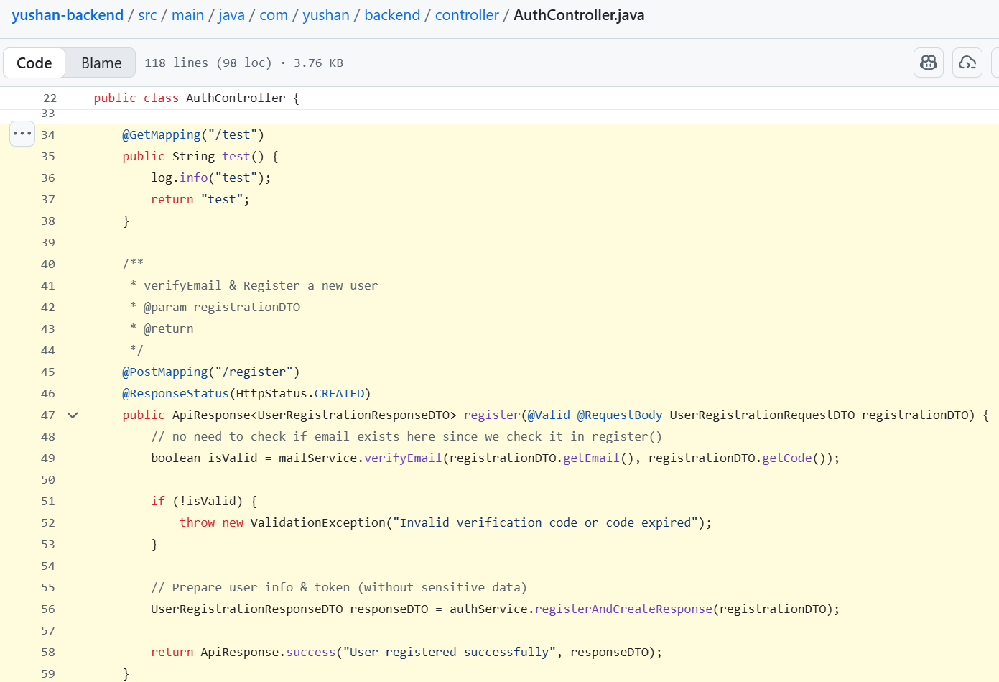 yushan-backend / src / main / java / com / yushan / backend / controller / AuthController.java
Code Blame 118 lines (98 loc) · 3.76 KB
22 public class AuthController {
33
34 @GetMapping("/test")
35 public String test() {
36 log.info("test");
37 return "test";
38 }
39
40 /**
41 * verifyEmail & Register a new user
42 * @param registrationDTO
43 * @return
44 */
45 @PostMapping("/register")
46 @ResponseStatus(HttpStatus.CREATED)
47 public ApiResponse<UserRegistrationResponseDTO> register(@Valid @RequestBody UserRegistrationRequestDTO registrationDTO) {
48 // no need to check if email exists here since we check it in register()
49 boolean isValid = mailService.verifyEmail(registrationDTO.getEmail(), registrationDTO.getCode());
50
51 if (!isValid) {
52 throw new ValidationException("Invalid verification code or code expired");
53 }
54
55 // Prepare user info & token (without sensitive data)
56 UserRegistrationResponseDTO responseDTO = authService.registerAndCreateResponse(registrationDTO);
57
58 return ApiResponse.success("User registered successfully", responseDTO);
59 }